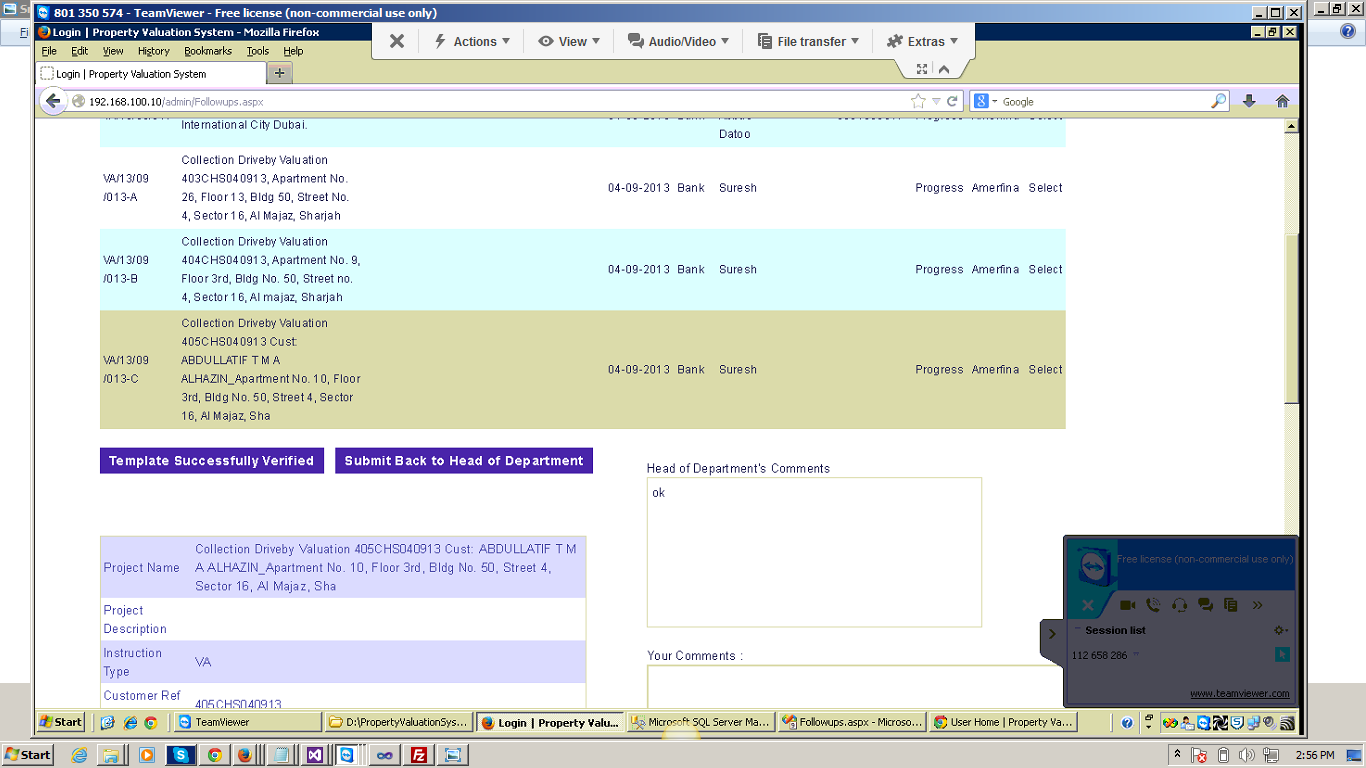 801 350 574 - TeamViewer - Free license (non-commercial use only)
Login | Property Valuation System - Mozilla Firefox
File Edit View History Bookmarks Tools Help
Actions View Audio/Video File transfer Extras
Login | Property Valuation System
192.168.100.10/admin/Followups.aspx
Google
International City Dubai.
Datoo
Collection Driveby Valuation
403CHS040913, Apartment No.
26, Floor 13, Bldg 50, Street No.
4, Sector 16, Al Majaz, Sharjah
VA/13/09
/013-A
04-09-2013 Bank Suresh Progress Amerfina Select
Collection Driveby Valuation
404CHS040913, Apartment No. 9,
Floor 3rd, Bldg No. 50, Street no.
4, Sector 16, Al majaz, Sharjah
VA/13/09
/013-B
04-09-2013 Bank Suresh Progress Amerfina Select
Collection Driveby Valuation
405CHS040913 Cust:
ABDULLATIF T M A
ALHAZIN_Apartment No. 10, Floor
3rd, Bldg No. 50, Street 4, Sector
16, Al Majaz, Sha
VA/13/09
/013-C
04-09-2013 Bank Suresh Progress Amerfina Select
Template Successfully Verified
Submit Back to Head of Department
Head of Department's Comments
ok
Project Name
Collection Driveby Valuation 405CHS040913 Cust: ABDULLATIF T M
A ALHAZIN_Apartment No. 10, Floor 3rd, Bldg No. 50, Street 4,
Sector 16, Al Majaz, Sha
Project
Description
Instruction
Type
VA
Customer Ref
405CHS040913
Your Comments :
Free license (non-commercial use only)
Session list
112 658 286
www.teamviewer.com
Start
TeamViewer
D:\PropertyValuationSys...
Login | Property Valu...
Microsoft SQL Server Ma...
Followups.aspx - Microso...
User Home | Property Va...
Start
2:56 PM